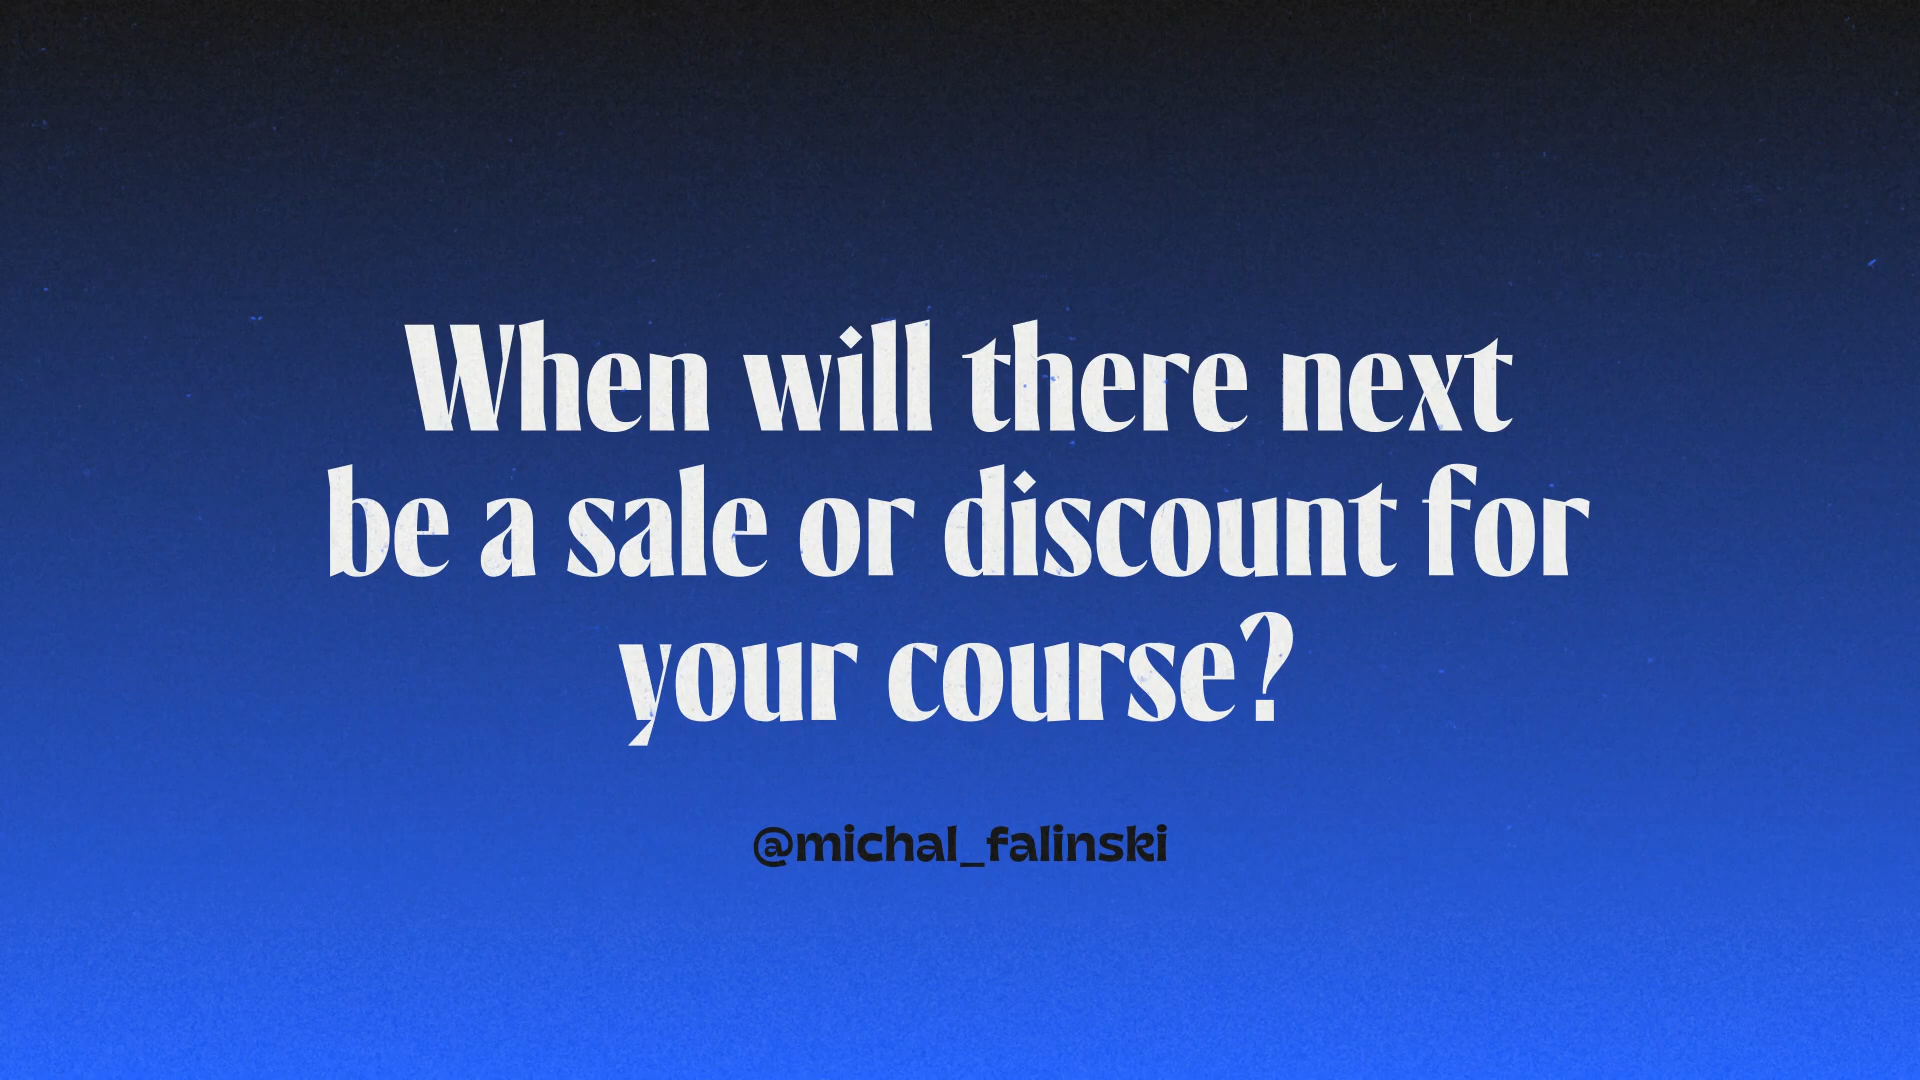 When will there next
be a sale or discount for
your course?
@michal_falinski